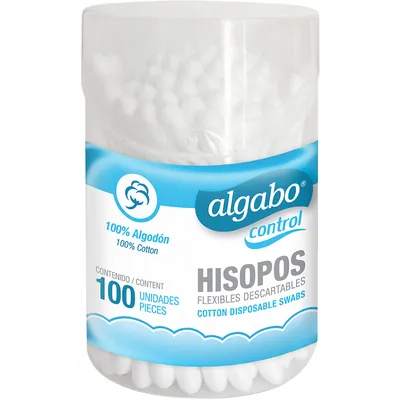 algabo®
control
100% Algodón
100% Cotton
CONTENIDO/CONTENT
100 UNIDADES
PIECES
HISOPOS
FLEXIBLES DESCARTABLES
COTTON DISPOSABLE SWABS